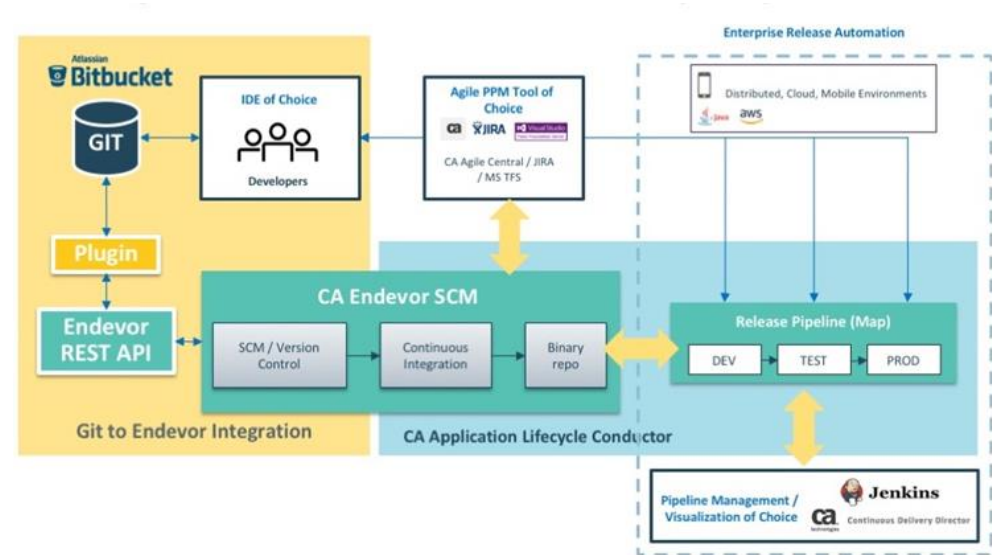 Enterprise Release Automation
Atlassian
Bitbucket
GIT
IDE of Choice
Developers
Agile PPM Tool of
Choice
ca
JIRA
Visual Studio
CA Agile Central / JIRA
/ MS TFS
Distributed, Cloud, Mobile Environments
java
aws
Plugin
Endevor
REST API
CA Endevor SCM
SCM / Version
Control
Continuous
Integration
Binary
repo
Release Pipeline (Map)
DEV
TEST
PROD
Git to Endevor Integration
CA Application Lifecycle Conductor
Pipeline Management /
Visualization of Choice
Jenkins
ca
technologies
Continuous Delivery Director